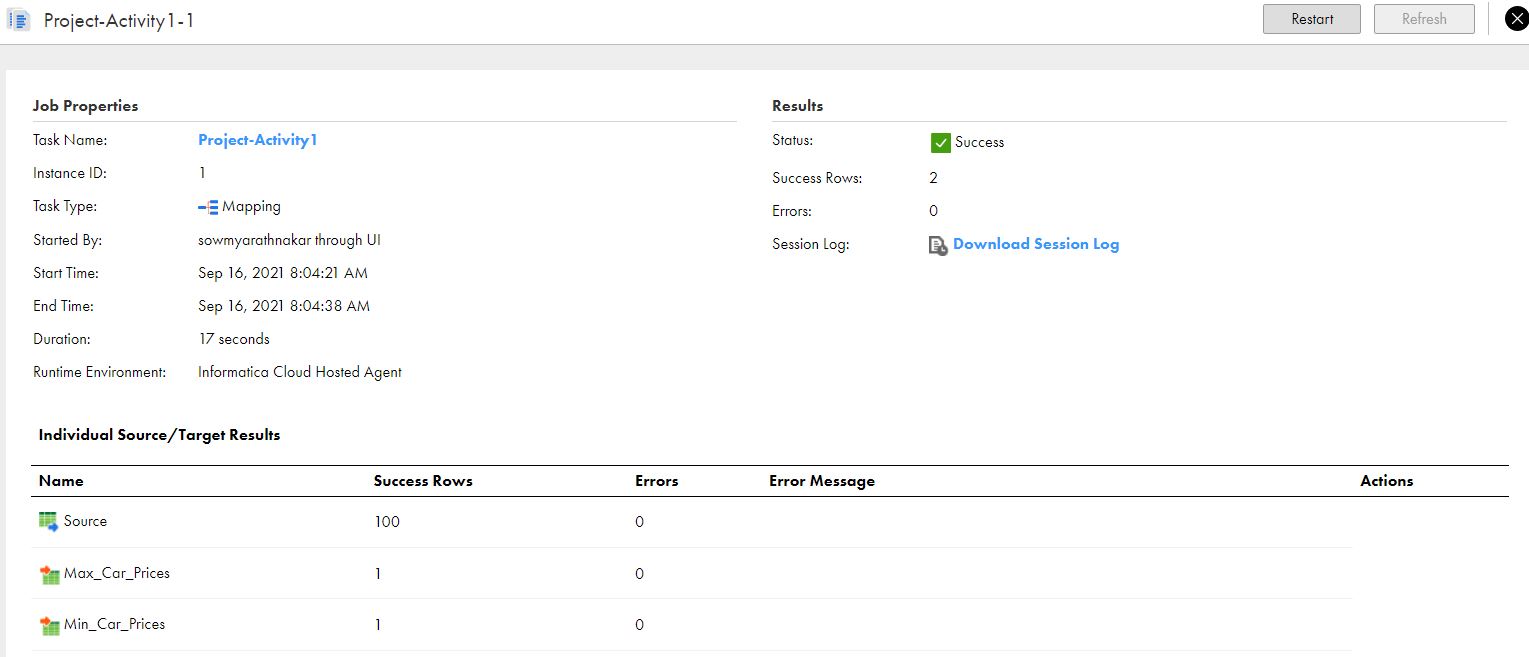 Project-Activity1-1
Restart
Refresh
Job Properties
Task Name: Project-Activity1
Instance ID: 1
Task Type: Mapping
Started By: sowmyarathnakar through UI
Start Time: Sep 16, 2021 8:04:21 AM
End Time: Sep 16, 2021 8:04:38 AM
Duration: 17 seconds
Runtime Environment: Informatica Cloud Hosted Agent
Results
Status: Success
Success Rows: 2
Errors: 0
Session Log: Download Session Log
Individual Source/Target Results
Name Success Rows Errors Error Message Actions
Source 100 0
Max_Car_Prices 1 0
Min_Car_Prices 1 0